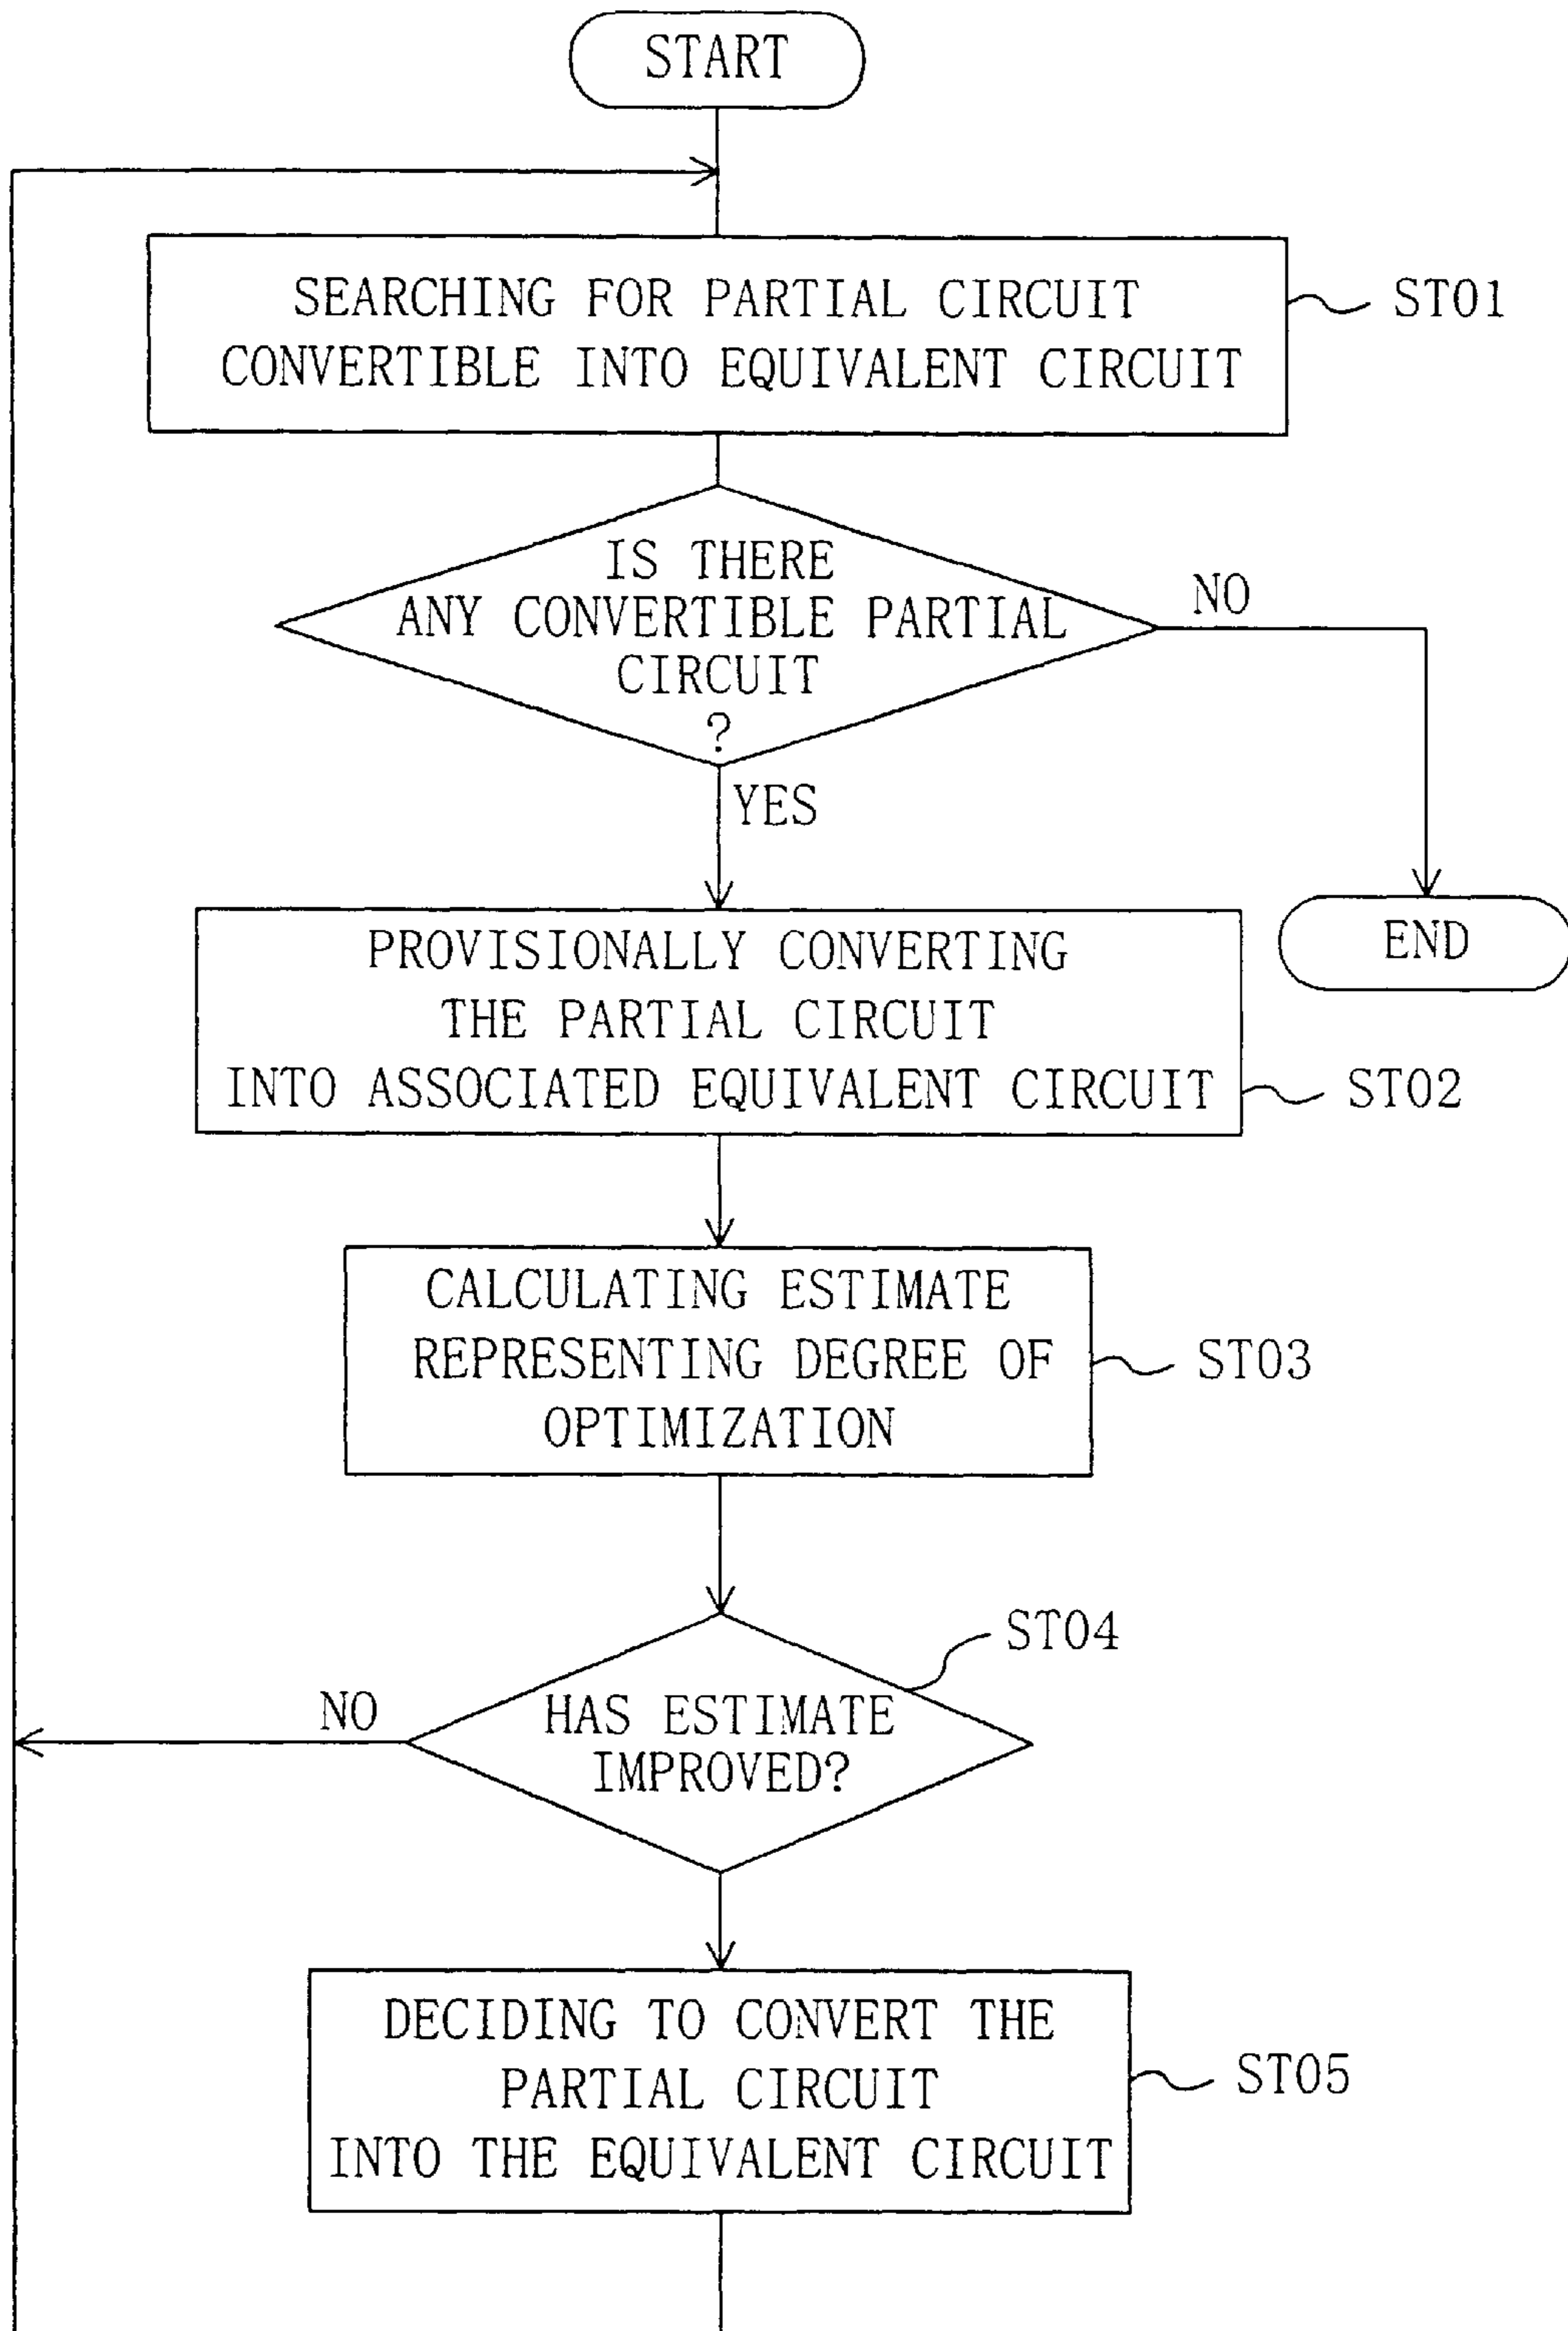 START
SEARCHING FOR PARTIAL CIRCUIT
CONVERTIBLE INTO EQUIVALENT CIRCUIT
ST01
IS THERE
ANY CONVERTIBLE PARTIAL
CIRCUIT
?
NO
YES
END
PROVISIONALLY CONVERTING
THE PARTIAL CIRCUIT
INTO ASSOCIATED EQUIVALENT CIRCUIT
ST02
CALCULATING ESTIMATE
REPRESENTING DEGREE OF
OPTIMIZATION
ST03
ST04
HAS ESTIMATE
IMPROVED?
NO
DECIDING TO CONVERT THE
PARTIAL CIRCUIT
INTO THE EQUIVALENT CIRCUIT
ST05